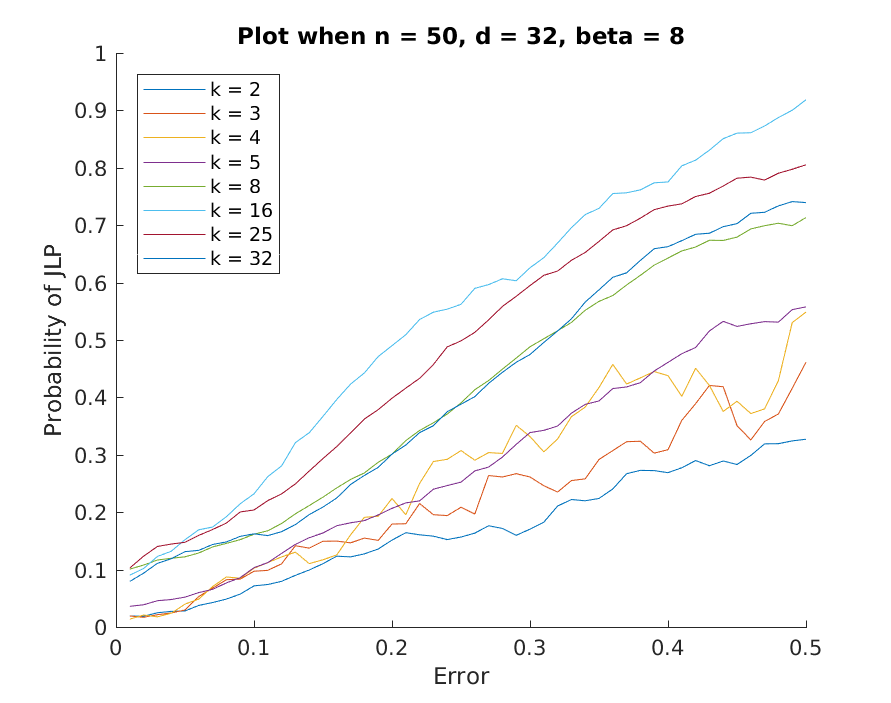 Plot when n = 50, d = 32, beta = 8
1
0.9
0.8
0.7
0.6
0.5
0.4
0.3
0.2
0.1
0
k = 2
k = 3
k = 4
k = 5
k = 8
k = 16
k = 25
k = 32
Probability of JLP
0
0.1
0.2
0.3
0.4
0.5
Error